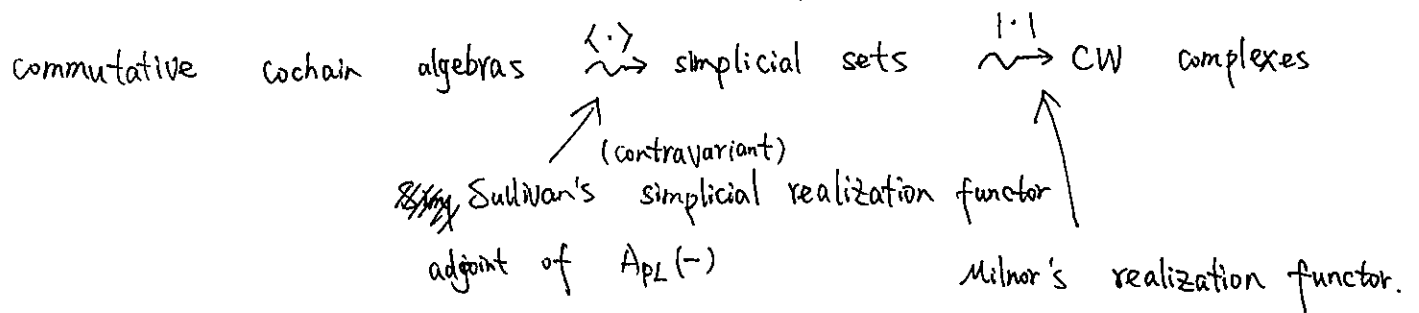 commutative cochain algebras ⟨·⟩ ⇝ simplicial sets |·| ⇝ CW complexes
(contravariant)
Sullivan's simplicial realization functor
adjoint of A_PL(-)
Milnor's realization functor.